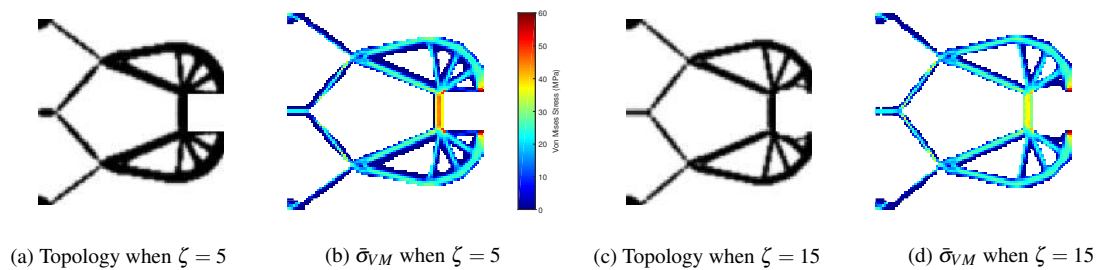 60
50
40
30
20
10
0
Von Mises Stress (MPa)
(a) Topology when ζ = 5
(b) σ̄_VM when ζ = 5
(c) Topology when ζ = 15
(d) σ̄_VM when ζ = 15